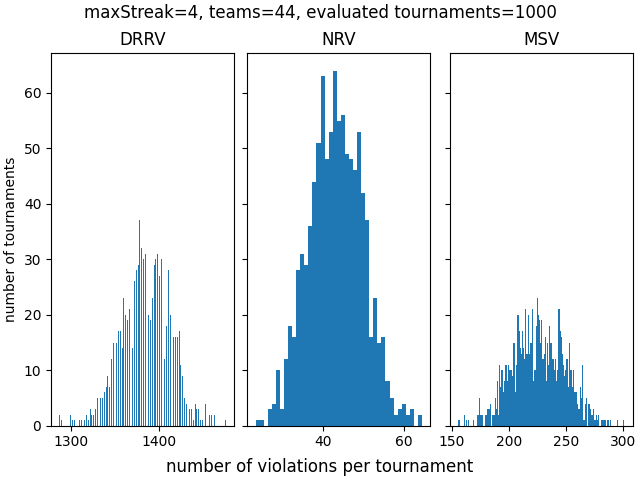 maxStreak=4, teams=44, evaluated tournaments=1000
DRRV NRV MSV
number of tournaments
60
50
40
30
20
10
0
1300 1400 40 60 150 200 250 300
number of violations per tournament